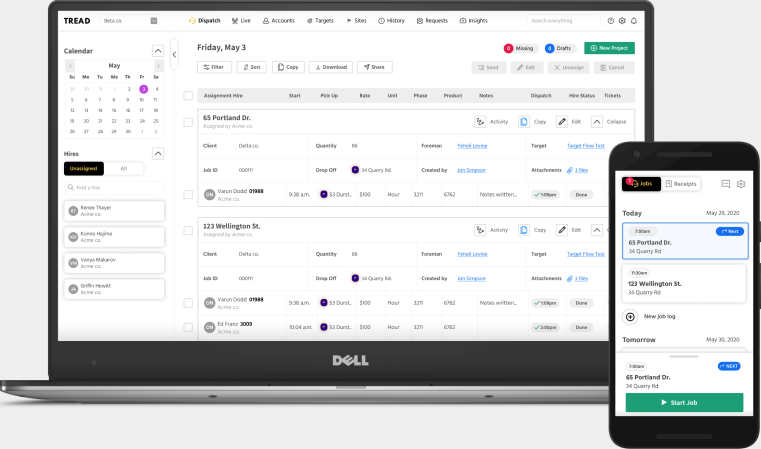 TREAD Beta co. Dispatch Live Accounts Targets Sites History Requests Insights Search everything
Calendar
May
Su Mo Tu We Th Fr Sa
28 29 30 31 1 2 3 4
5 6 7 8 9 10 11
12 13 14 15 16 17 18
19 20 21 22 23 24 25
26 27 28 29 30 1 2
Hires
Unassigned All
Find a hire
Renee Thayer
Acme co.
KH Konno Hajime
Acme co.
VM Vanya Makarov
Acme co.
Griffin Hewitt
Acme co.
Friday, May 3
0 Missing 0 Drafts + New Project
Filter Sort Copy Download Share Send Edit Unassign Cancel
Assignment Hire Start Pick Up Rate Unit Phase Product Notes Dispatch Hire Status Tickets
65 Portland Dr.
Assigned by Acme co.
Activity Copy Edit Collapse
Client Delta co. Quantity 86 Foreman Yehell Levine Target Target Flow Test
Job ID 000111 Drop Off 34 Quarry Rd. Created by Jon Simpson Attachments 3 files
DN Varun Dodd 01988
Acme co.
9:38 a.m. 53 Durst.. $100 Hour 3211 6762 Notes written... 1:09pm Done
123 Wellington St.
Assigned by Acme co.
Activity Copy Edit
Client Delta co. Quantity 86 Foreman Yehell Levine Target Target Flow Test
Job ID 000111 Drop Off 34 Quarry Rd. Created by Jon Simpson Attachments 3 files
DN Varun Dodd 01988
Acme co.
9:38 a.m. 53 Durst.. $100 Hour 3211 6762 Notes written... 1:09pm Done
DN Ed Franz 3009
Acme co.
10:04 a.m. 53 Durst.. $100 Hour 3211 6762 2:00pm Done
DELL
Jobs Receipts
Today May 29, 2020
7:00am Next
65 Portland Dr.
34 Quarry Rd
11:30am
123 Wellington St.
34 Quarry Rd
New job log
Tomorrow May 30, 2020
7:00am NEXT
65 Portland Dr.
34 Quarry Rd
Start Job